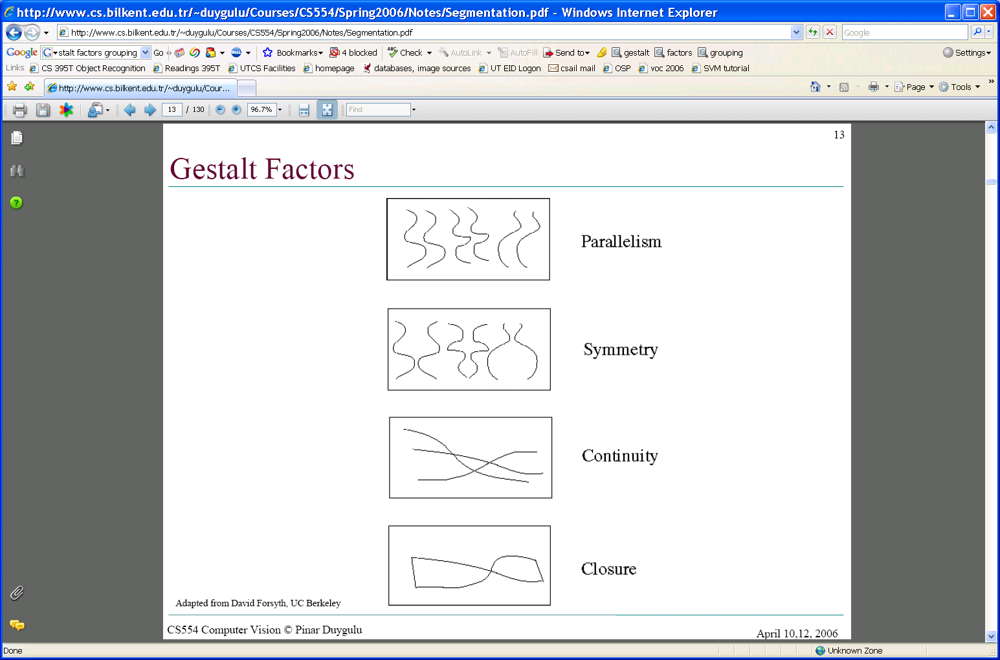 http://www.cs.bilkent.edu.tr/~duygulu/Courses/CS554/Spring2006/Notes/Segmentation.pdf - Windows Internet Explorer
http://www.cs.bilkent.edu.tr/~duygulu/Courses/CS554/Spring2006/Notes/Segmentation.pdf Google
Google G stalt factors grouping Go DELL Bookmarks 4 blocked ABC Check AutoLink AutoFill Send to gestalt factors grouping Settings
Links CS 395T Object Recognition Readings 395T UTCS Facilities homepage databases, image sources UT EID Logon csail mail OSP voc 2006 SVM tutorial
http://www.cs.bilkent.edu.tr/~duygulu/Cour... Page Tools »
13 / 130 96.7% Find
13
Gestalt Factors
Parallelism
Symmetry
Continuity
Closure
Adapted from David Forsyth, UC Berkeley
CS554 Computer Vision © Pinar Duygulu
April 10,12, 2006
Done Unknown Zone